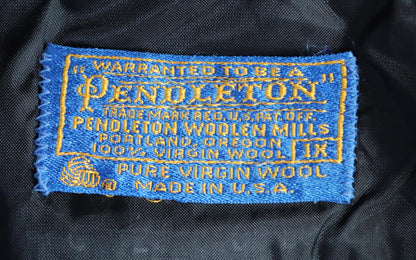 "WARRANTED TO BE A
PENDLETON"
TRADE MARK REG. U.S. PAT. OFF.
PENDLETON WOOLEN MILLS
PORTLAND, OREGON
100% VIRGIN WOOL 1X
® PURE VIRGIN WOOL
MADE IN U.S.A.